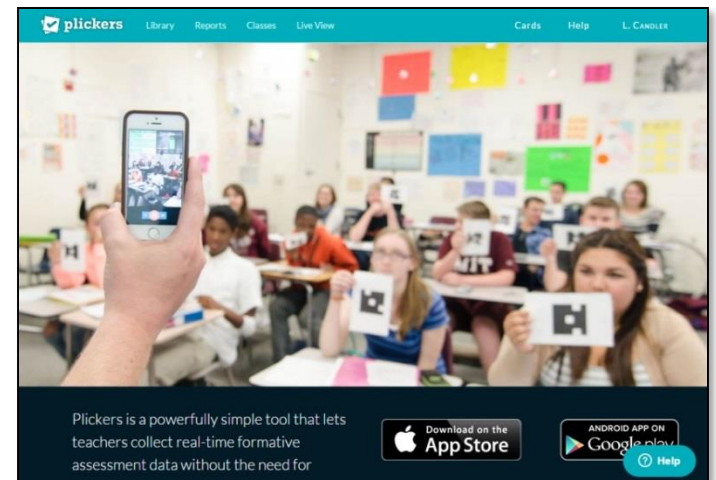 plickers Library Reports Classes Live View Cards Help L. CANDLER
Plickers is a powerfully simple tool that lets
teachers collect real-time formative
assessment data without the need for
Download on the
App Store
ANDROID APP ON
Google play
Help